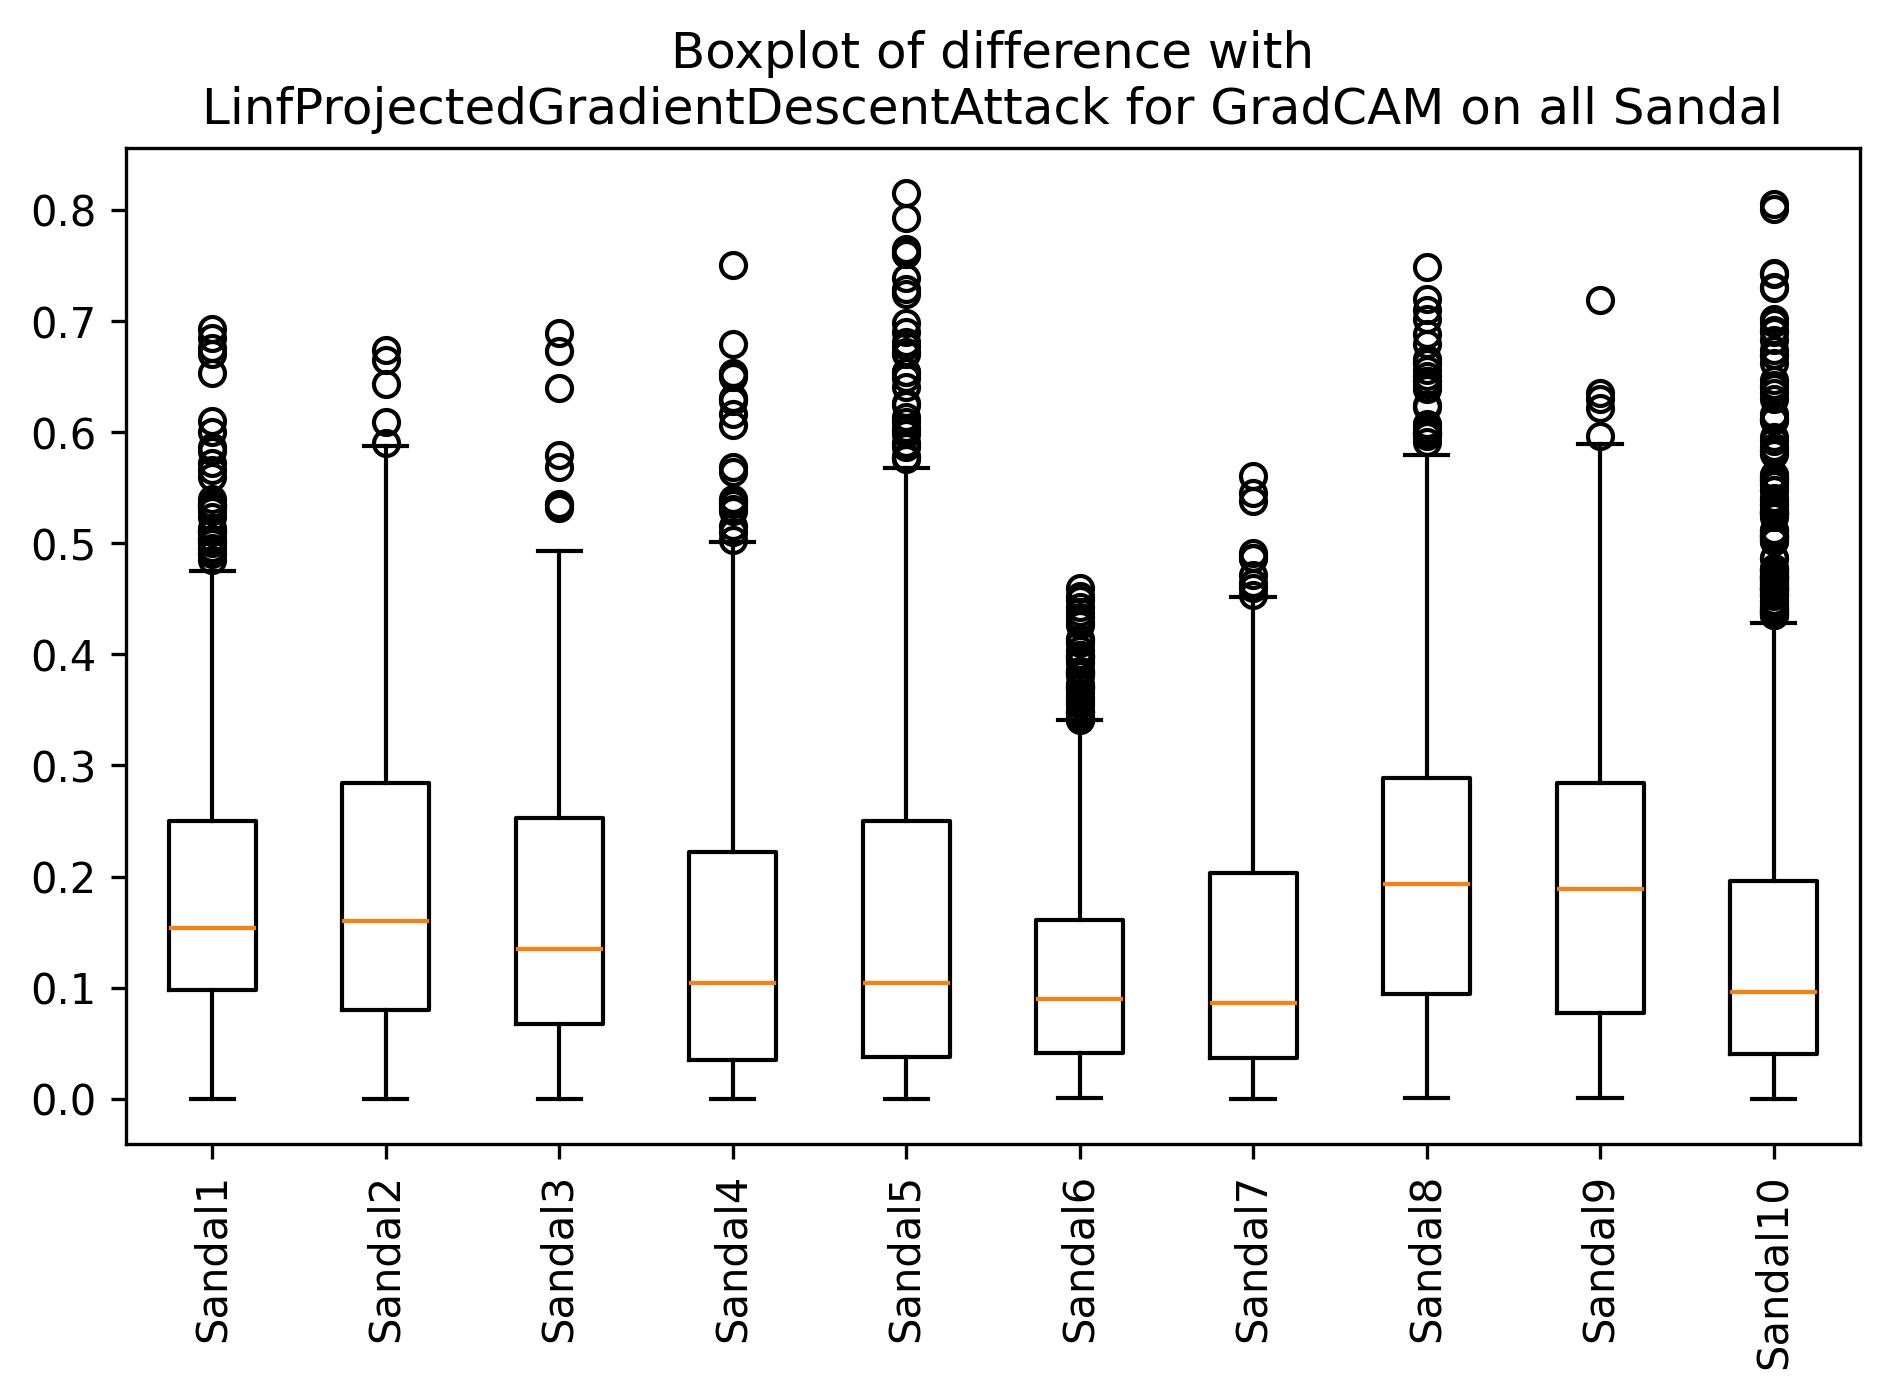 Boxplot of difference with
LinfProjectedGradientDescentAttack for GradCAM on all Sandal
0.8
0.7
0.6
0.5
0.4
0.3
0.2
0.1
0.0
Sandal1
Sandal2
Sandal3
Sandal4
Sandal5
Sandal6
Sandal7
Sandal8
Sandal9
Sandal10